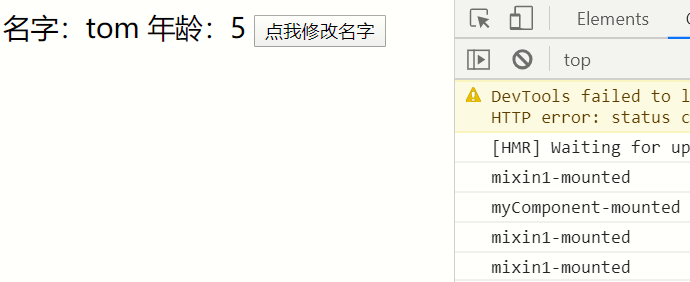 名字：tom 年龄：5 点我修改名字
Elements
top
DevTools failed to l
HTTP error: status c
[HMR] Waiting for up
mixin1-mounted
myComponent-mounted
mixin1-mounted
mixin1-mounted